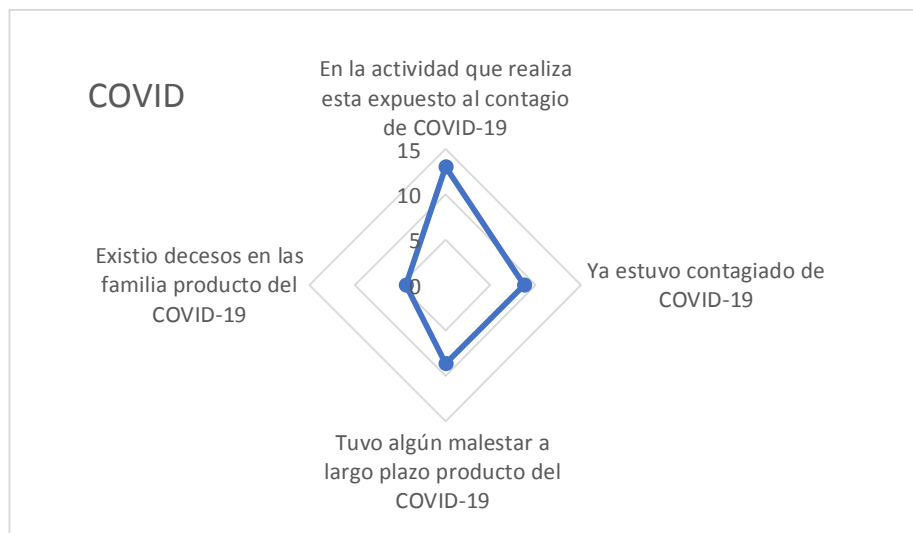 COVID
En la actividad que realiza
esta expuesto al contagio
de COVID-19
15
10
5
0
Ya estuvo contagiado de
COVID-19
Tuvo algún malestar a
largo plazo producto del
COVID-19
Existio decesos en las
familia producto del
COVID-19